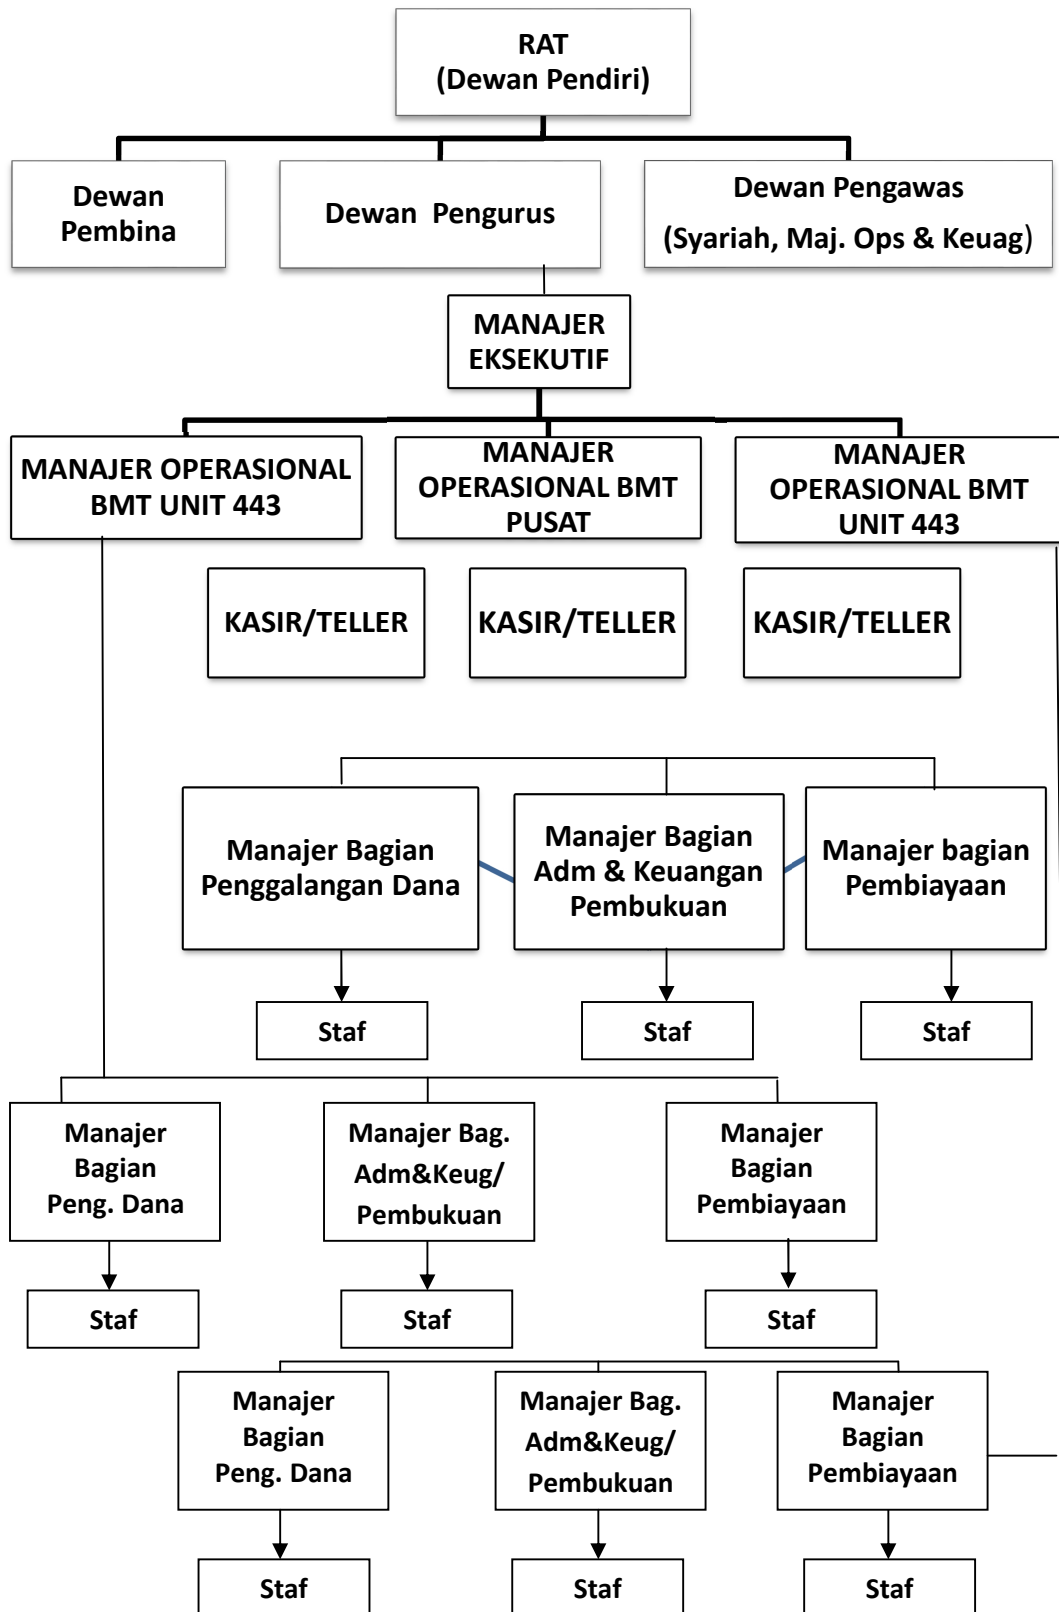 RAT
(Dewan Pendiri)
Dewan
Pembina
Dewan Pengurus
Dewan Pengawas
(Syariah, Maj. Ops & Keuag)
MANAJER
EKSEKUTIF
MANAJER OPERASIONAL
BMT UNIT 443
MANAJER
OPERASIONAL BMT
PUSAT
MANAJER
OPERASIONAL BMT
UNIT 443
KASIR/TELLER
KASIR/TELLER
KASIR/TELLER
Manajer Bagian
Penggalangan Dana
Manajer Bagian
Adm & Keuangan
Pembukuan
Manajer bagian
Pembiayaan
Staf
Staf
Staf
Manajer
Bagian
Peng. Dana
Manajer Bag.
Adm&Keug/
Pembukuan
Manajer
Bagian
Pembiayaan
Staf
Staf
Staf
Manajer
Bagian
Peng. Dana
Manajer Bag.
Adm&Keug/
Pembukuan
Manajer
Bagian
Pembiayaan
Staf
Staf
Staf